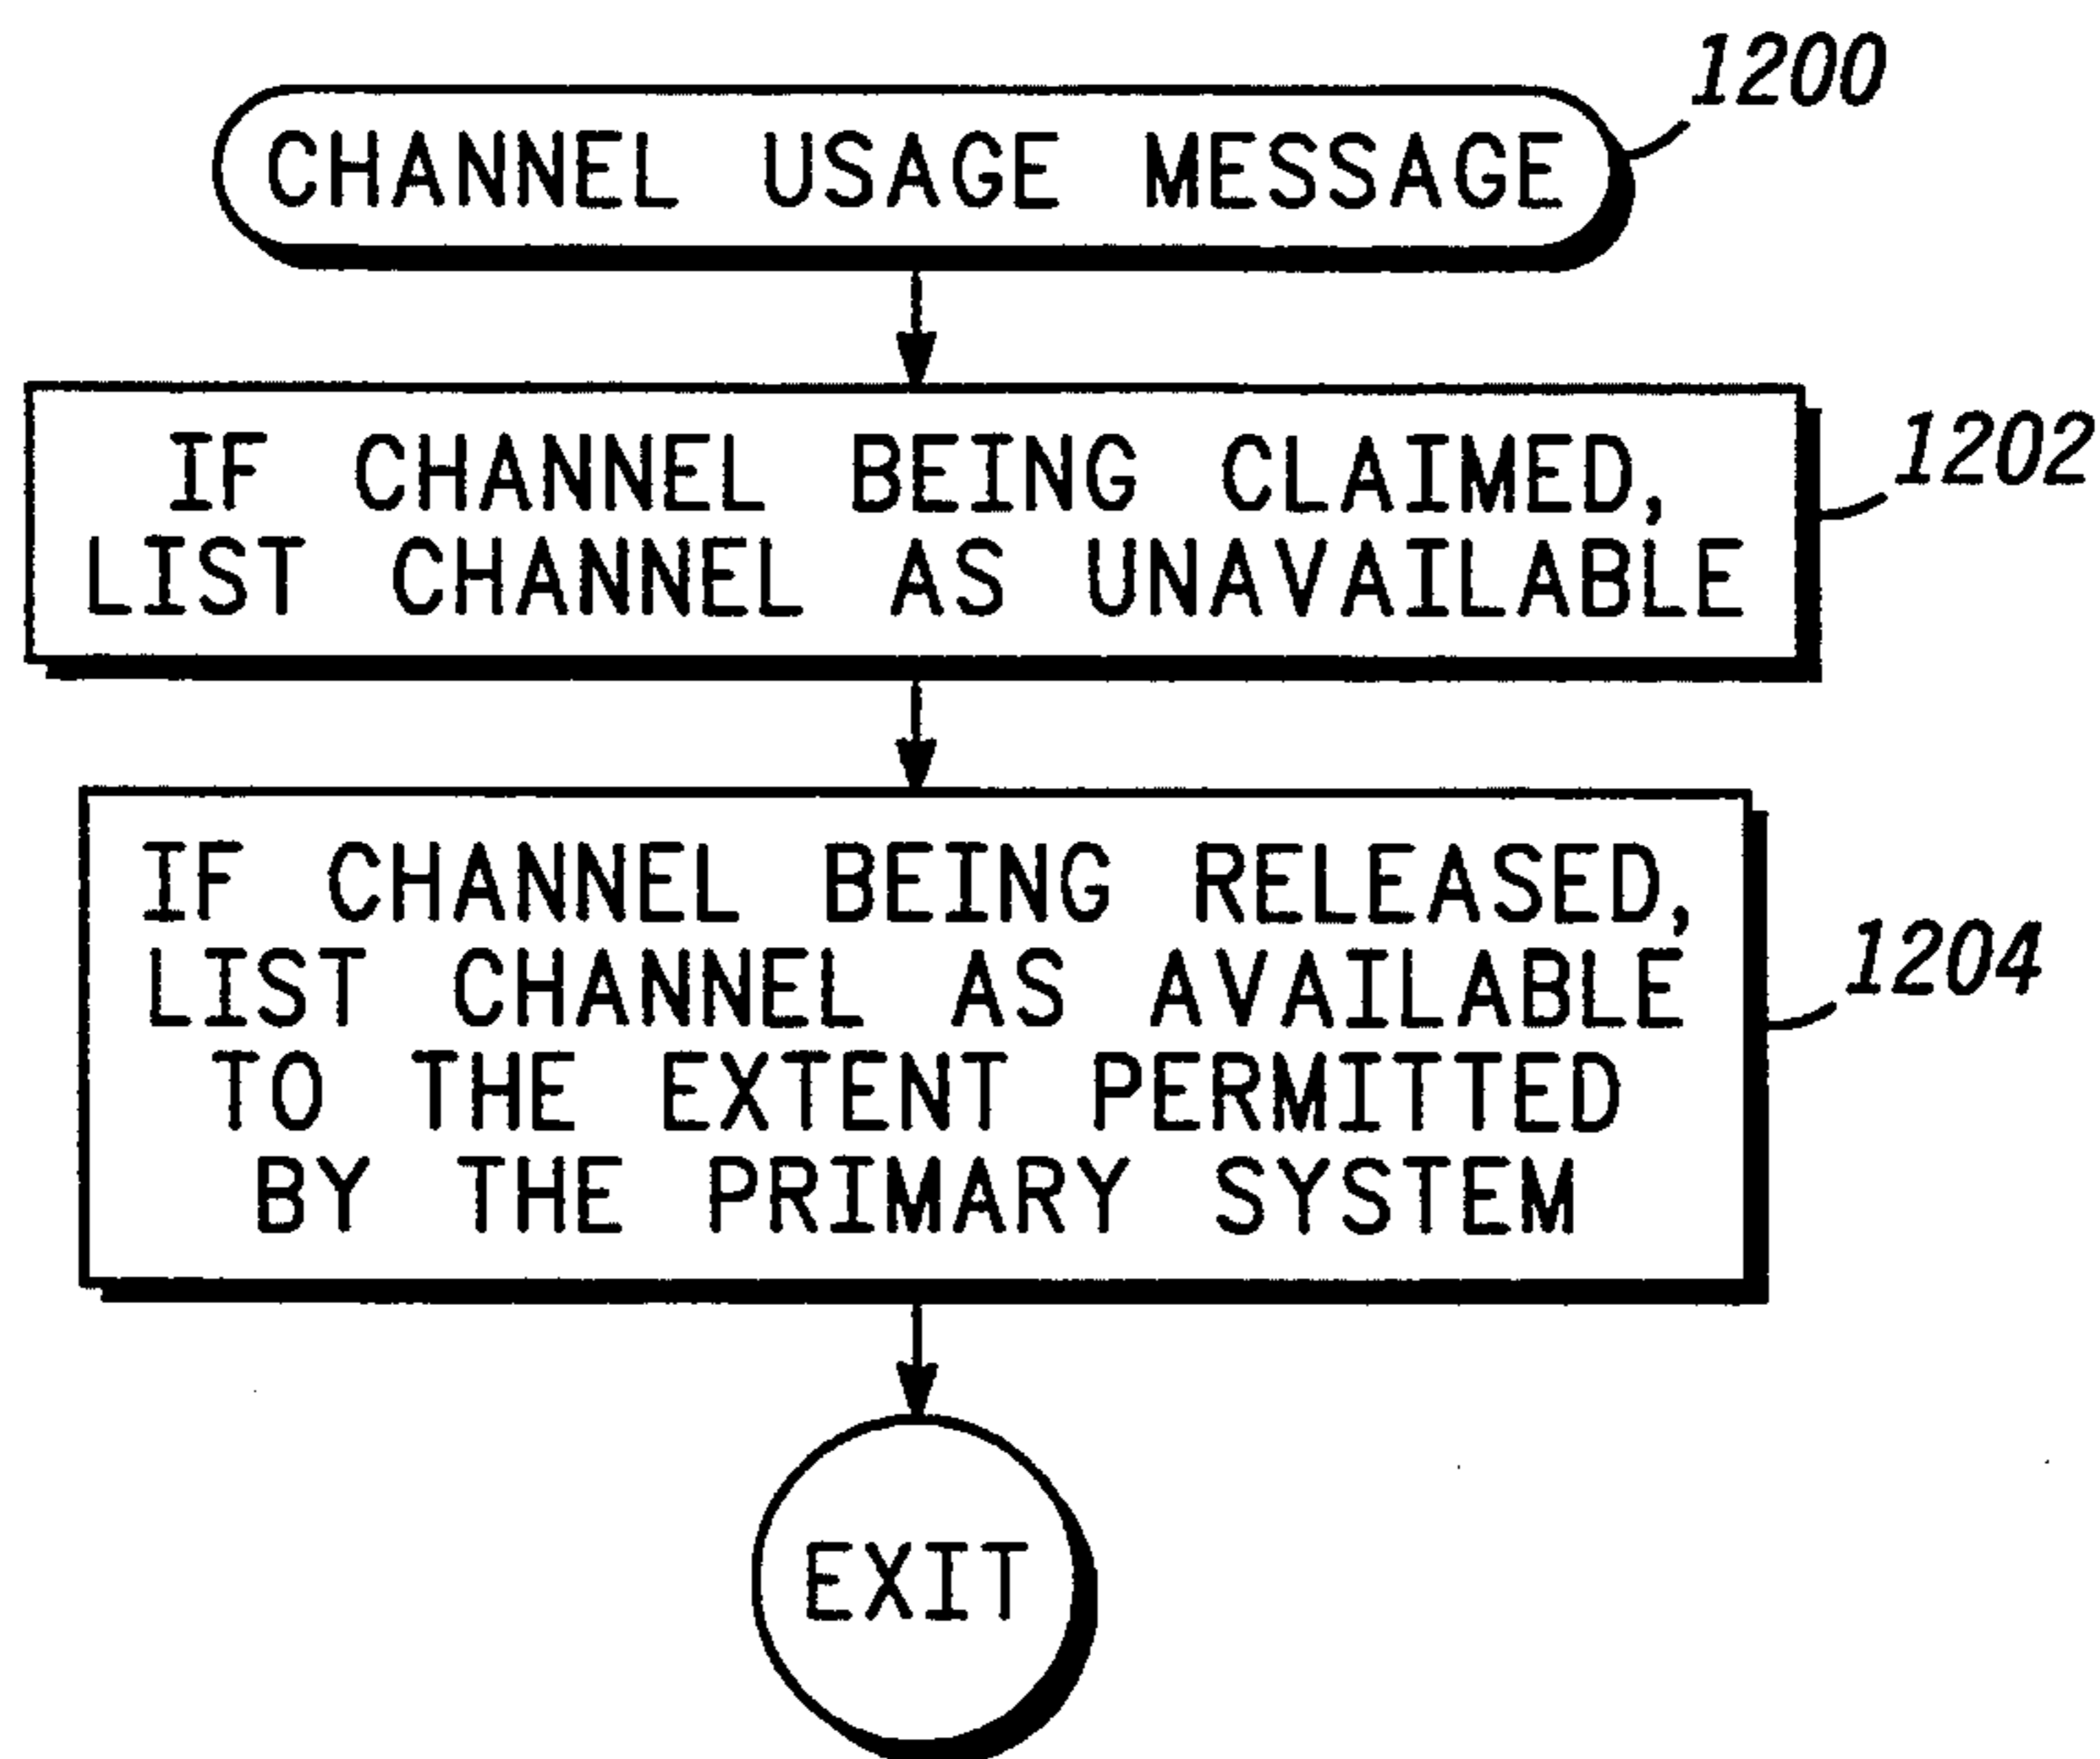 1200
CHANNEL USAGE MESSAGE
1202
IF CHANNEL BEING CLAIMED,
LIST CHANNEL AS UNAVAILABLE
IF CHANNEL BEING RELEASED,
LIST CHANNEL AS AVAILABLE
TO THE EXTENT PERMITTED
BY THE PRIMARY SYSTEM
1204
EXIT